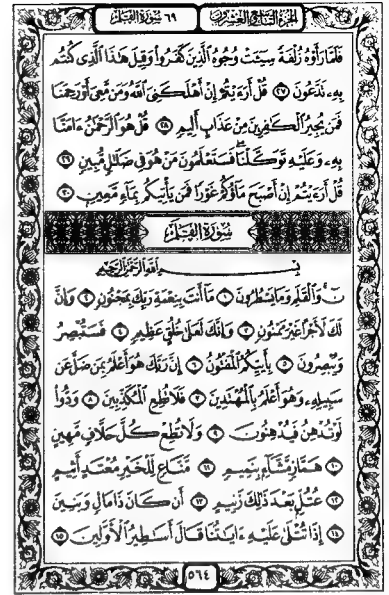 الجزء التاسع والعشرون ٦٩ سورة القلم
فَلَمَّا رَأَوْهُ زُلْفَةً سِيٓـَٔتْ وُجُوهُ ٱلَّذِينَ كَفَرُوا۟ وَقِيلَ هَـٰذَا ٱلَّذِى كُنتُم
بِهِۦ تَدَّعُونَ ٢٧ قُلْ أَرَءَيْتُمْ إِنْ أَهْلَكَنِىَ ٱللَّهُ وَمَن مَّعِىَ أَوْ رَحِمَنَا
فَمَن يُجِيرُ ٱلْكَـٰفِرِينَ مِنْ عَذَابٍ أَلِيمٍ ٢٨ قُلْ هُوَ ٱلرَّحْمَـٰنُ ءَامَنَّا
بِهِۦ وَعَلَيْهِ تَوَكَّلْنَا فَسَتَعْلَمُونَ مَنْ هُوَ فِى ضَلَـٰلٍ مُّبِينٍ ٢٩
قُلْ أَرَءَيْتُمْ إِنْ أَصْبَحَ مَآؤُكُمْ غَوْرًا فَمَن يَأْتِيكُم بِمَآءٍ مَّعِينٍ ٣٠
سُورَةُ القَلَمِ
بِسْمِ ٱللَّهِ ٱلرَّحْمَـٰنِ ٱلرَّحِيمِ
نٓ وَٱلْقَلَمِ وَمَا يَسْطُرُونَ ١ مَآ أَنتَ بِنِعْمَةِ رَبِّكَ بِمَجْنُونٍ ٢ وَإِنَّ
لَكَ لَأَجْرًا غَيْرَ مَمْنُونٍ ٣ وَإِنَّكَ لَعَلَىٰ خُلُقٍ عَظِيمٍ ٤ فَسَتُبْصِرُ
وَيُبْصِرُونَ ٥ بِأَييِّكُمُ ٱلْمَفْتُونُ ٦ إِنَّ رَبَّكَ هُوَ أَعْلَمُ بِمَن ضَلَّ عَن
سَبِيلِهِۦ وَهُوَ أَعْلَمُ بِٱلْمُهْتَدِينَ ٧ فَلَا تُطِعِ ٱلْمُكَذِّبِينَ ٨ وَدُّوا۟
لَوْ تُدْهِنُ فَيُدْهِنُونَ ٩ وَلَا تُطِعْ كُلَّ حَلَّافٍ مَّهِينٍ
١٠ هَمَّازٍ مَّشَّآءٍۭ بِنَمِيمٍ ١١ مَّنَّاعٍ لِّلْخَيْرِ مُعْتَدٍ أَثِيمٍ
١٢ عُتُلٍّۭ بَعْدَ ذَٰلِكَ زَنِيمٍ ١٣ أَن كَانَ ذَا مَالٍ وَبَنِينَ
١٤ إِذَا تُتْلَىٰ عَلَيْهِ ءَايَـٰتُنَا قَالَ أَسَـٰطِيرُ ٱلْأَوَّلِينَ ١٥
٥٦٤